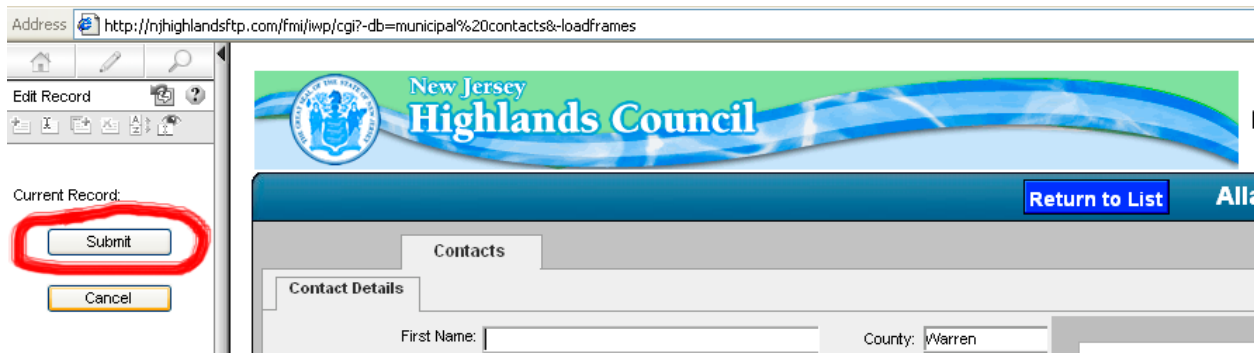 Address http://njhighlandsftp.com/fmi/iwp/cgi?-db=municipal%20contacts&-loadframes
Edit Record
New Jersey
Highlands Council
Current Record:
Return to List
Submit
Contacts
Cancel
Contact Details
First Name:
County: Warren